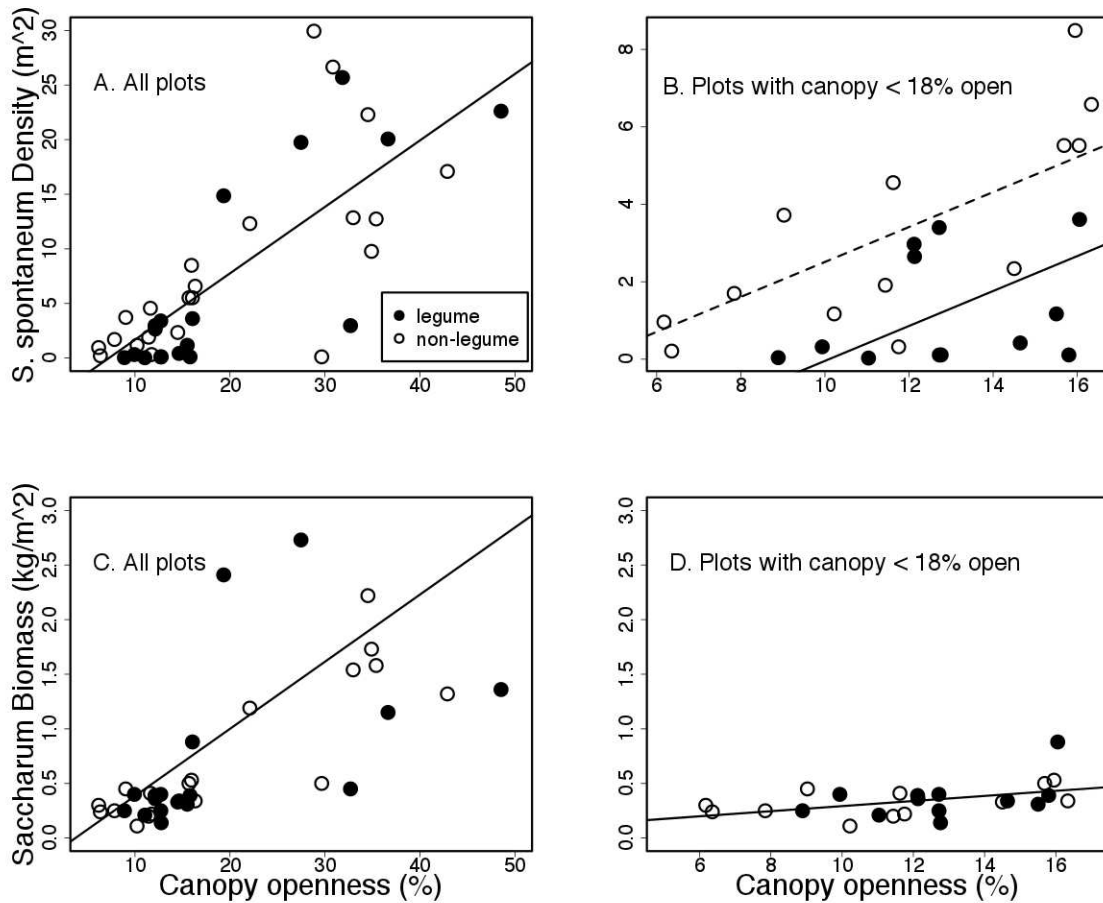 S. spontaneum Density (m^2)
0 5 10 15 20 25 30
A. All plots
legume
non-legume
10 20 30 40 50
0 2 4 6 8
B. Plots with canopy < 18% open
6 8 10 12 14 16
Saccharum Biomass (kg/m^2)
0.0 0.5 1.0 1.5 2.0 2.5 3.0
C. All plots
10 20 30 40 50
Canopy openness (%)
0.0 0.5 1.0 1.5 2.0 2.5 3.0
D. Plots with canopy < 18% open
6 8 10 12 14 16
Canopy openness (%)